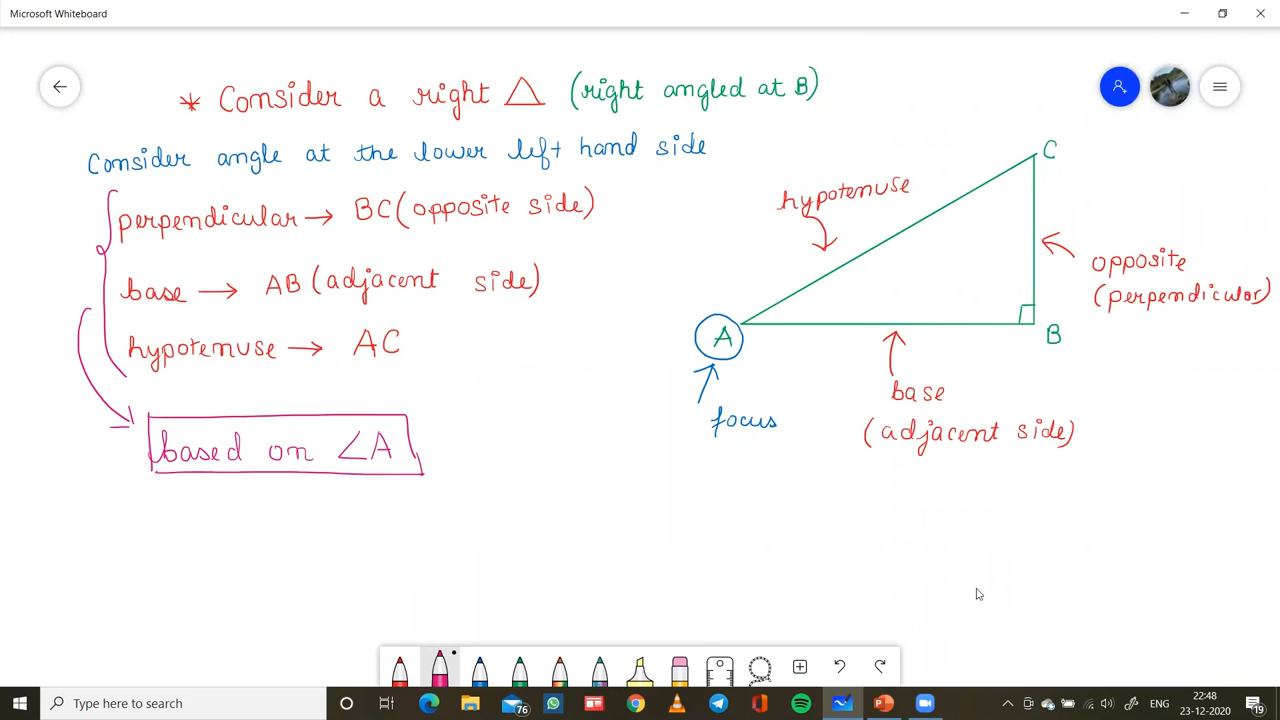 Microsoft Whiteboard
* Consider a right △ (right angled at B)
Consider angle at the lower left hand side
perpendicular → BC (opposite side)
base → AB (adjacent side)
hypotenuse → AC
based on ∠A
C
hypotenuse
opposite
(perpendicular)
A
B
focus
base
(adjacent side)
Type here to search
76
ENG
22:48
23-12-2020
19